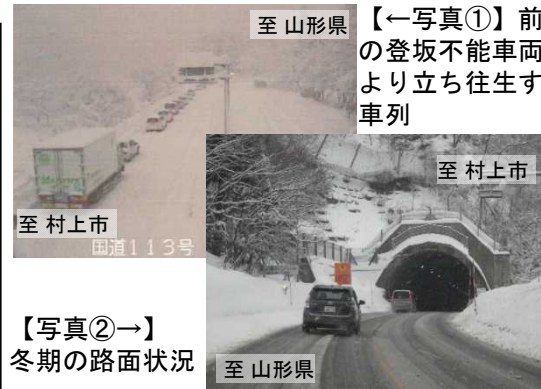 至 山形県
【←写真①】前
の登坂不能車両
より立ち往生す
車列
至 村上市
国道113号
至 村上市
【写真②→】
冬期の路面状況
至 山形県